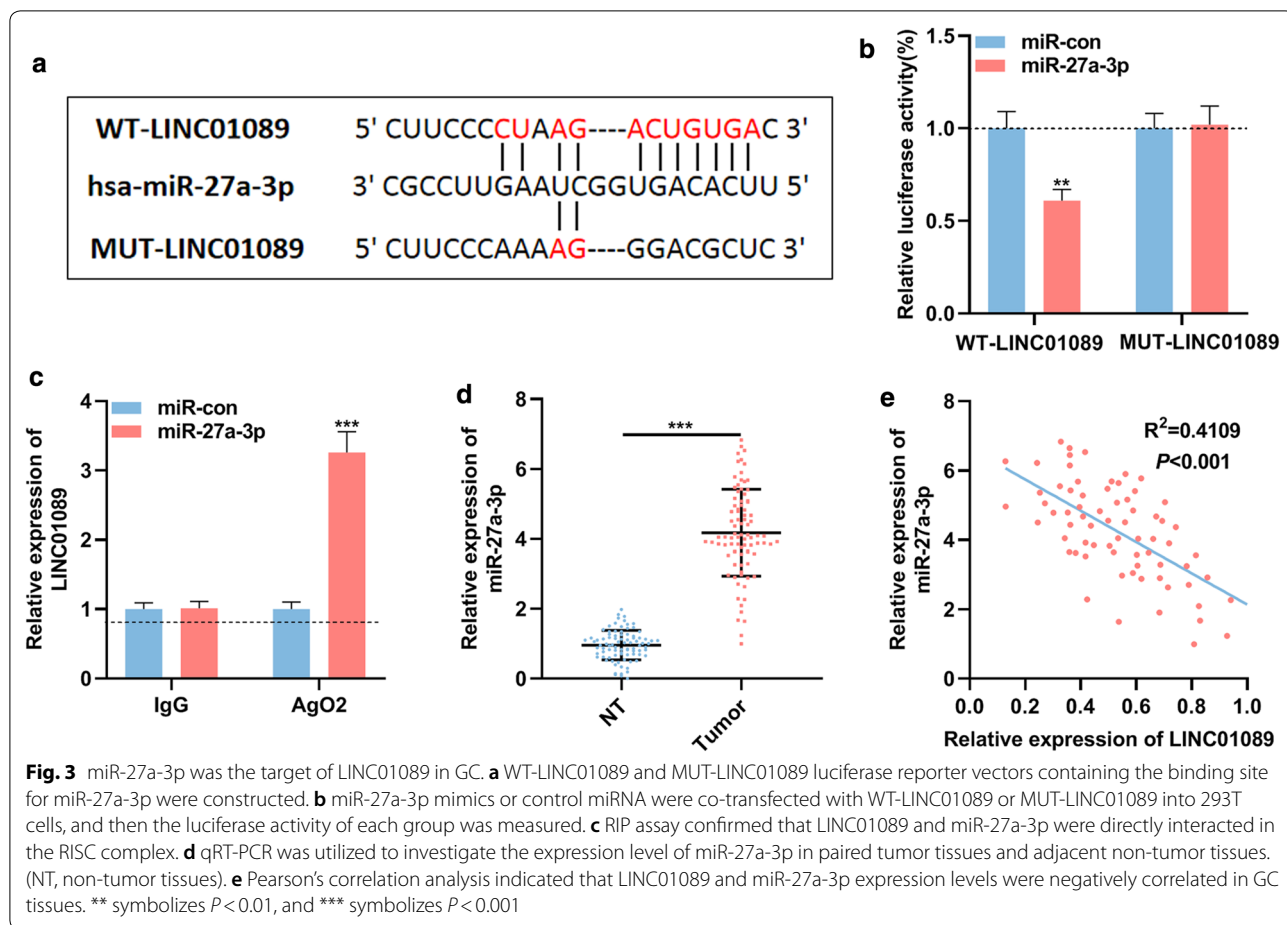 a
WT-LINC01089 5' CUUCCCCUAAAG----ACUGUGAC 3'
hsa-miR-27a-3p 3' CGCCUUGAAUCGGUGACACUU 5'
MUT-LINC01089 5' CUUCCCAAAAG----GGACGCUC 3'
b
miR-con
miR-27a-3p
Relative luciferase activity(%)
1.5
1.0
0.5
0.0
**
WT-LINC01089 MUT-LINC01089
c
miR-con
miR-27a-3p
Relative expression of
LINC01089
4
3
2
1
0
***
IgG AgO2
d
Relative expression of
miR-27a-3p
8
6
4
2
0
***
NT Tumor
e
Relative expression of
miR-27a-3p
8
6
4
2
0
R²=0.4109
P<0.001
0.0 0.2 0.4 0.6 0.8 1.0
Relative expression of LINC01089
Fig. 3 miR-27a-3p was the target of LINC01089 in GC. a WT-LINC01089 and MUT-LINC01089 luciferase reporter vectors containing the binding site
for miR-27a-3p were constructed. b miR-27a-3p mimics or control miRNA were co-transfected with WT-LINC01089 or MUT-LINC01089 into 293T
cells, and then the luciferase activity of each group was measured. c RIP assay confirmed that LINC01089 and miR-27a-3p were directly interacted in
the RISC complex. d qRT-PCR was utilized to investigate the expression level of miR-27a-3p in paired tumor tissues and adjacent non-tumor tissues.
(NT, non-tumor tissues). e Pearson's correlation analysis indicated that LINC01089 and miR-27a-3p expression levels were negatively correlated in GC
tissues. ** symbolizes P < 0.01, and *** symbolizes P < 0.001